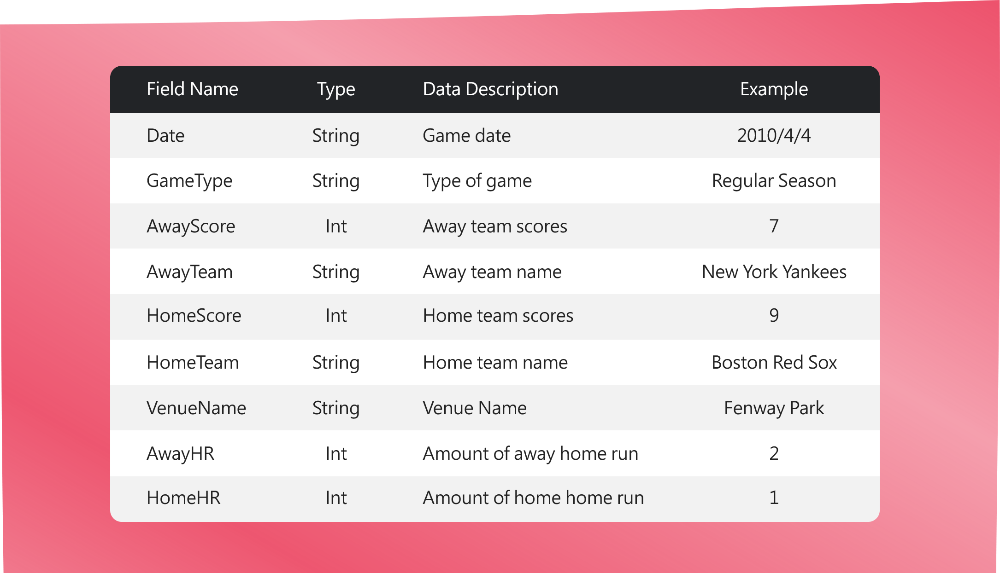 Field Name Type Data Description Example
Date String Game date 2010/4/4
GameType String Type of game Regular Season
AwayScore Int Away team scores 7
AwayTeam String Away team name New York Yankees
HomeScore Int Home team scores 9
HomeTeam String Home team name Boston Red Sox
VenueName String Venue Name Fenway Park
AwayHR Int Amount of away home run 2
HomeHR Int Amount of home home run 1